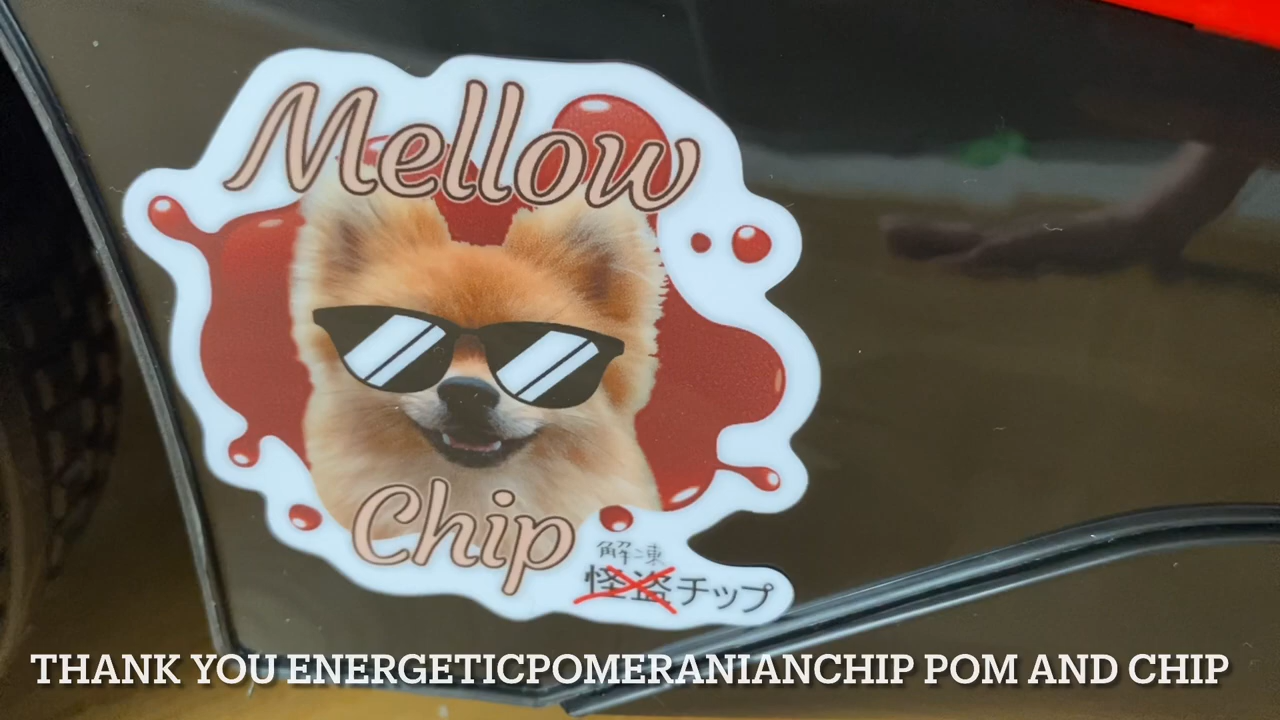 Mellow
Chip
解凍
怪盗チップ
THANK YOU ENERGETICPOMERANIANCHIP POM AND CHIP